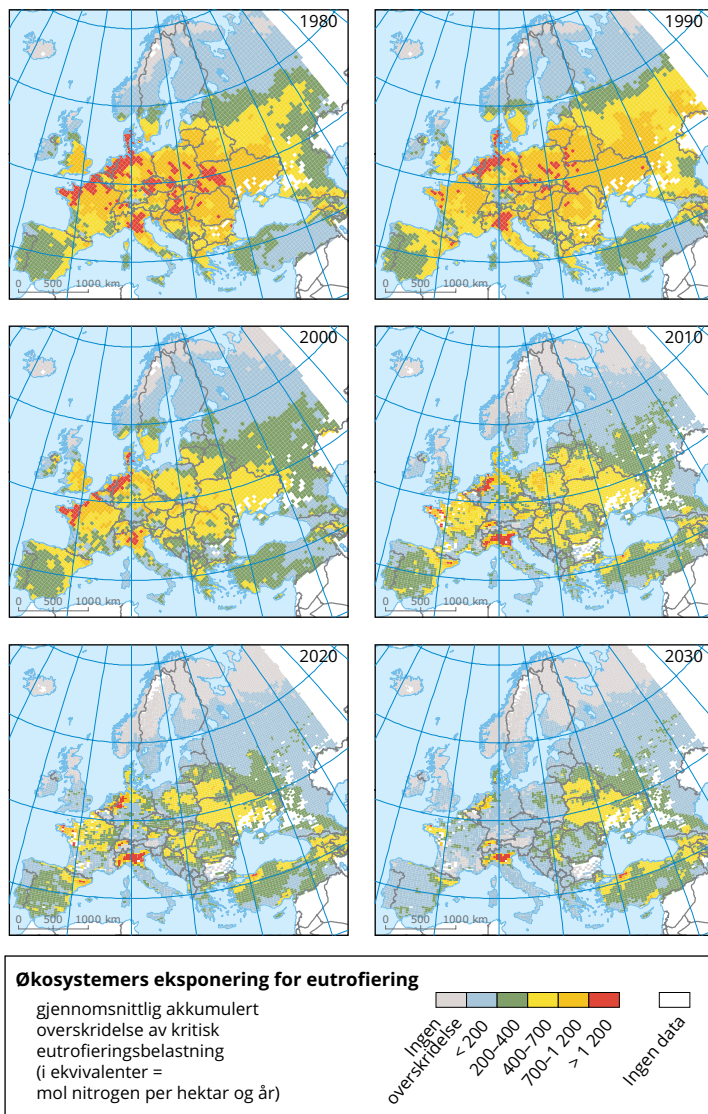 1980
0 500 1000 km
1990
0 500 1000 km
2000
0 500 1000 km
2010
0 500 1000 km
2020
0 500 1000 km
2030
0 500 1000 km
Økosystemers eksponering for eutrofiering
gjennomsnittlig akkumulert
overskridelse av kritisk
eutrofieringsbelastning
(i ekvivalenter =
mol nitrogen per hektar og år)
Ingen
overskridelse
< 200
200–400
400–700
700–1 200
> 1 200
Ingen data